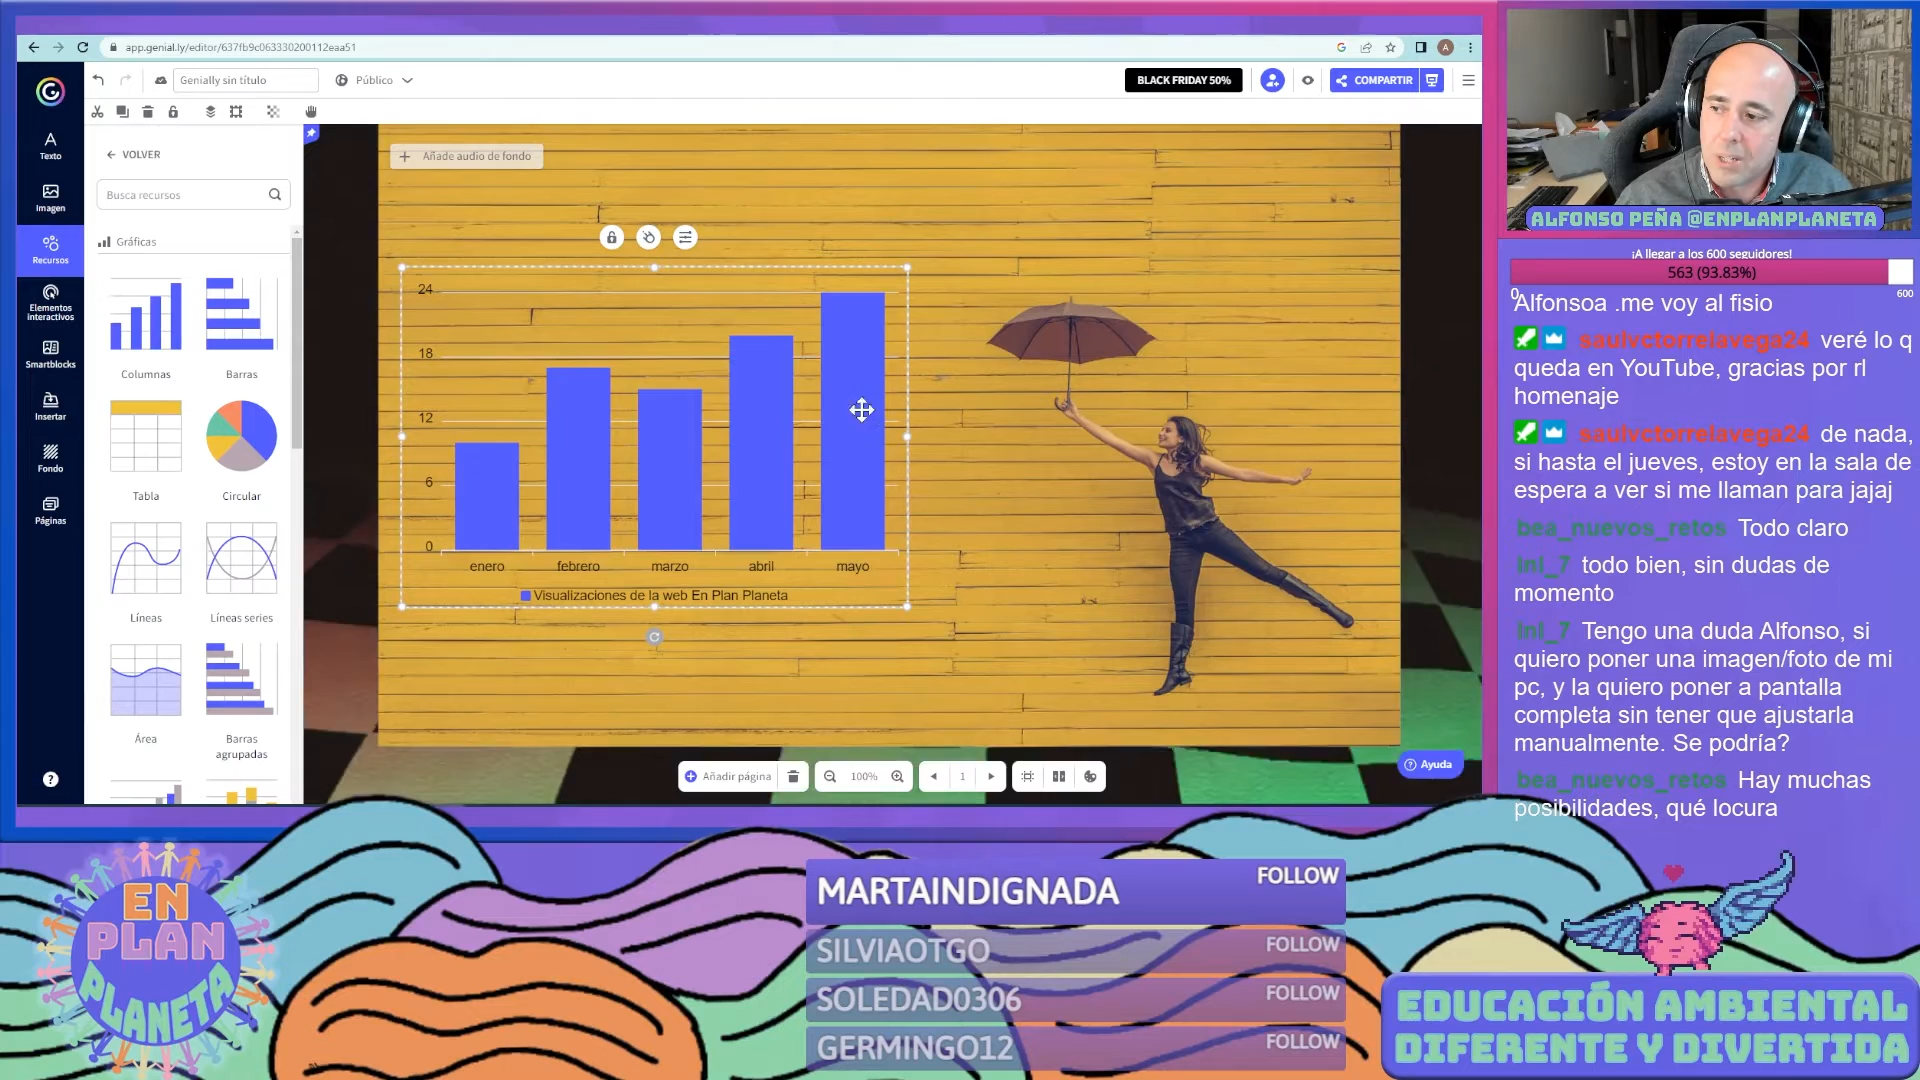 app.genial.ly/editor/637fb9c063330200112eaa51
Genially sin título
Público
BLACK FRIDAY 50%
COMPARTIR
Texto
Imagen
Recursos
Elementos
interactivos
Smartblocks
Insertar
Fondo
Páginas
VOLVER
Busca recursos
Gráficas
Columnas
Barras
Tabla
Circular
Líneas
Líneas series
Área
Barras
agrupadas
Añade audio de fondo
24
18
12
6
0
enero
febrero
marzo
abril
mayo
Visualizaciones de la web En Plan Planeta
Añadir página
100%
1
Ayuda
ALFONSO PEÑA @ENPLANPLANETA
¡A llegar a los 600 seguidores!
563 (93.83%)
0
600
Alfonsoa .me voy al fisio
saulvctorrelavega24 veré lo q
queda en YouTube, gracias por rl
homenaje
saulvctorrelavega24 de nada,
si hasta el jueves, estoy en la sala de
espera a ver si me llaman para jajaj
bea_nuevos_retos Todo claro
todo bien, sin dudas de
momento
Tengo una duda Alfonso, si
quiero poner una imagen/foto de mi
pc, y la quiero poner a pantalla
completa sin tener que ajustarla
manualmente. Se podría?
bea_nuevos_retos Hay muchas
posibilidades, qué locura
EN
PLAN
PLANETA
MARTAINDIGNADA FOLLOW
SILVIAOTGO FOLLOW
SOLEDAD0306 FOLLOW
GERMINGO12 FOLLOW
EDUCACIÓN AMBIENTAL
DIFERENTE Y DIVERTIDA